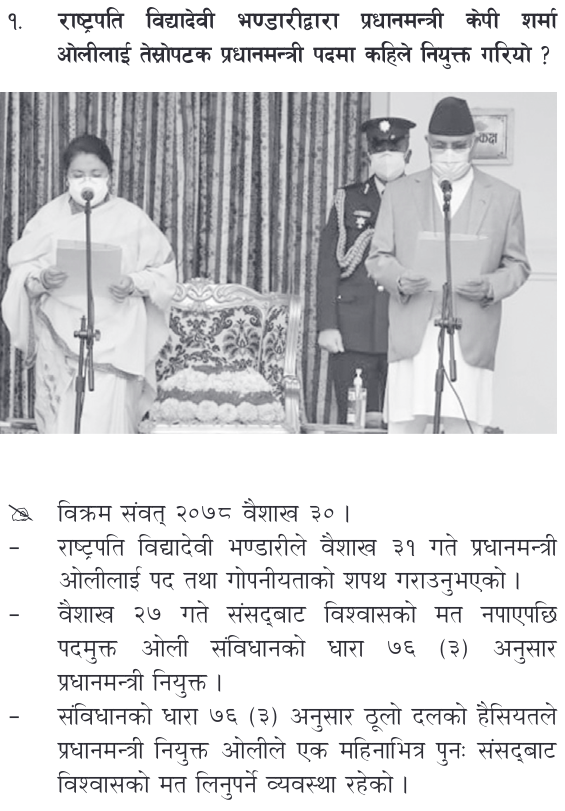 १. राष्ट्रपति विद्यादेवी भण्डारीद्वारा प्रधानमन्त्री केपी शर्मा
ओलीलाई तेस्रोपटक प्रधानमन्त्री पदमा कहिले नियुक्त गरियो ?
कक्ष
विक्रम संवत् २०७८ वैशाख ३० ।
– राष्ट्रपति विद्यादेवी भण्डारीले वैशाख ३१ गते प्रधानमन्त्री
ओलीलाई पद तथा गोपनीयताको शपथ गराउनुभएको ।
– वैशाख २७ गते संसद्बाट विश्वासको मत नपाएपछि
पदमुक्त ओली संविधानको धारा ७६ (३) अनुसार
प्रधानमन्त्री नियुक्त ।
– संविधानको धारा ७६ (३) अनुसार ठूलो दलको हैसियतले
प्रधानमन्त्री नियुक्त ओलीले एक महिनाभित्र पुनः संसद्बाट
विश्वासको मत लिनुपर्ने व्यवस्था रहेको ।